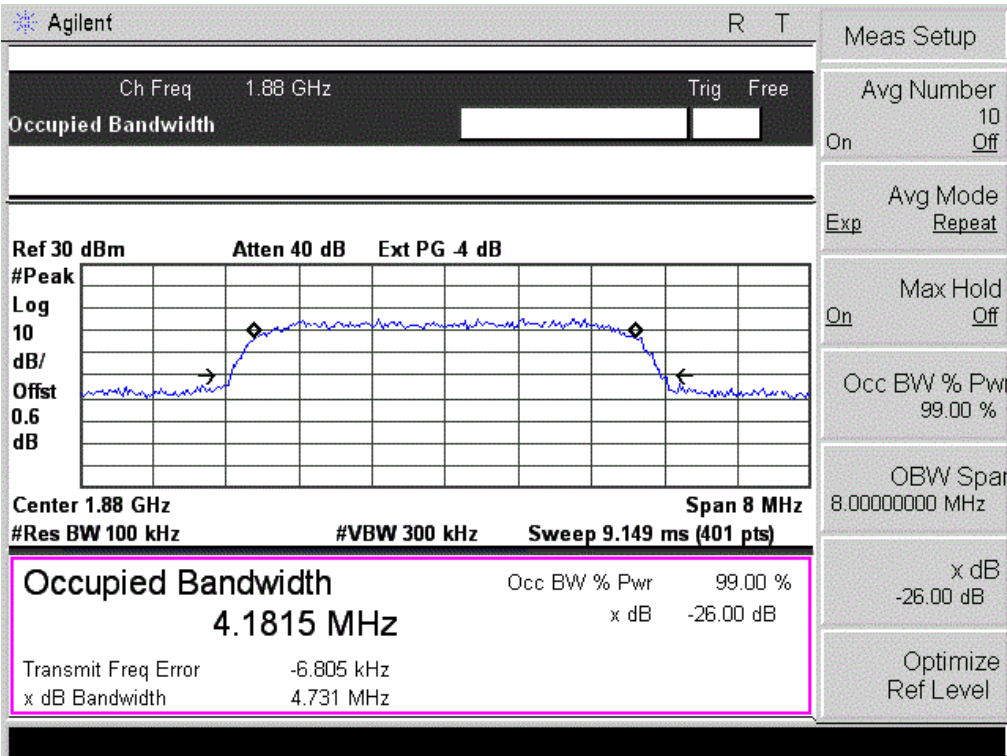 Agilent R T
Ch Freq 1.88 GHz Trig Free
Occupied Bandwidth
Ref 30 dBm Atten 40 dB Ext PG -4 dB
#Peak
Log
10
dB/
Offst
0.6
dB
Center 1.88 GHz Span 8 MHz
#Res BW 100 kHz #VBW 300 kHz Sweep 9.149 ms (401 pts)
Occupied Bandwidth
4.1815 MHz
Occ BW % Pwr 99.00 %
x dB -26.00 dB
Transmit Freq Error -6.805 kHz
x dB Bandwidth 4.731 MHz
Meas Setup
Avg Number
10
On Off
Avg Mode
Exp Repeat
Max Hold
On Off
Occ BW % Pwr
99.00 %
OBW Span
8.00000000 MHz
x dB
-26.00 dB
Optimize
Ref Level